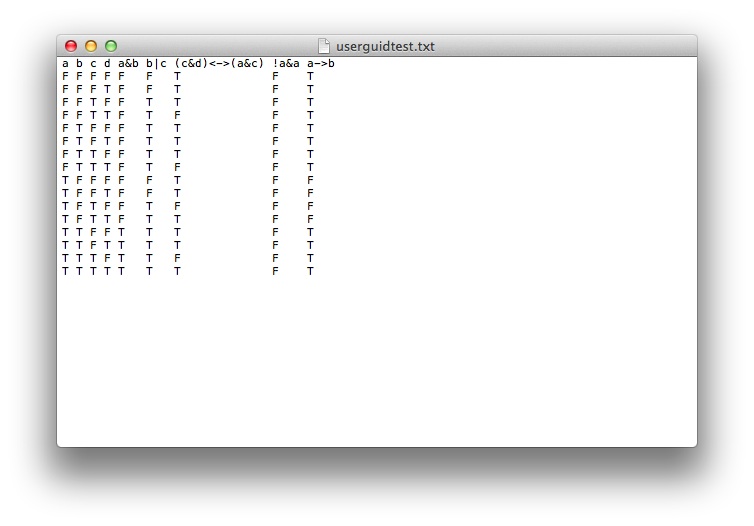 userguidtest.txt
a b c d a&b b|c (c&d)<->(a&c) !a&a a->b
F F F F F   F   T             F    T
F F F T F   F   T             F    T
F F T F F   T   T             F    T
F F T T F   T   F             F    T
F T F F F   T   T             F    T
F T F T F   T   T             F    T
F T T F F   T   T             F    T
F T T T F   T   F             F    T
T F F F F   F   T             F    F
T F F T F   F   T             F    F
T F T F F   T   F             F    F
T F T T F   T   T             F    F
T T F F T   T   T             F    T
T T F T T   T   T             F    T
T T T F T   T   F             F    T
T T T T T   T   T             F    T